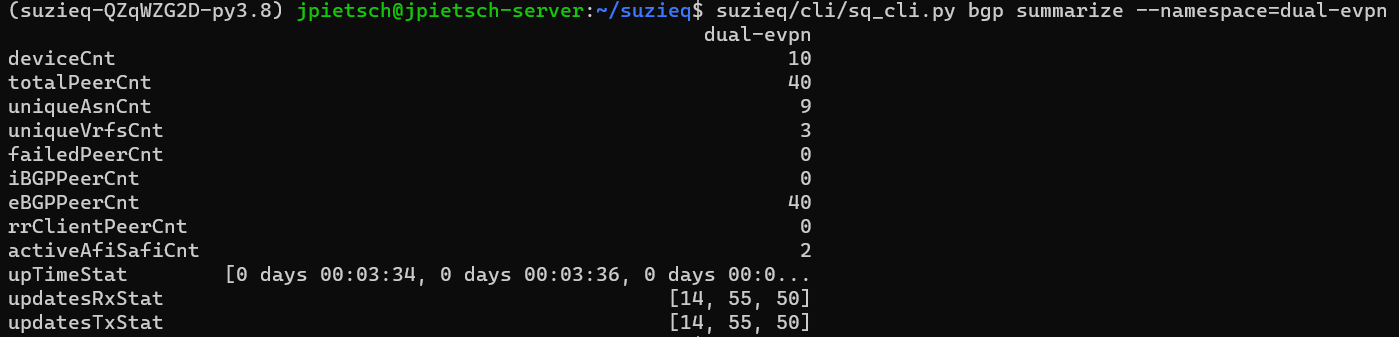 (suzieq-QZqWZG2D-py3.8) jpietsch@jpietsch-server:~/suzieq$ suzieq/cli/sq_cli.py bgp summarize --namespace=dual-evpn
dual-evpn
deviceCnt 10
totalPeerCnt 40
uniqueAsnCnt 9
uniqueVrfsCnt 3
failedPeerCnt 0
iBGPPeerCnt 0
eBGPPeerCnt 40
rrClientPeerCnt 0
activeAfiSafiCnt 2
upTimeStat [0 days 00:03:34, 0 days 00:03:36, 0 days 00:0...
updatesRxStat [14, 55, 50]
updatesTxStat [14, 55, 50]